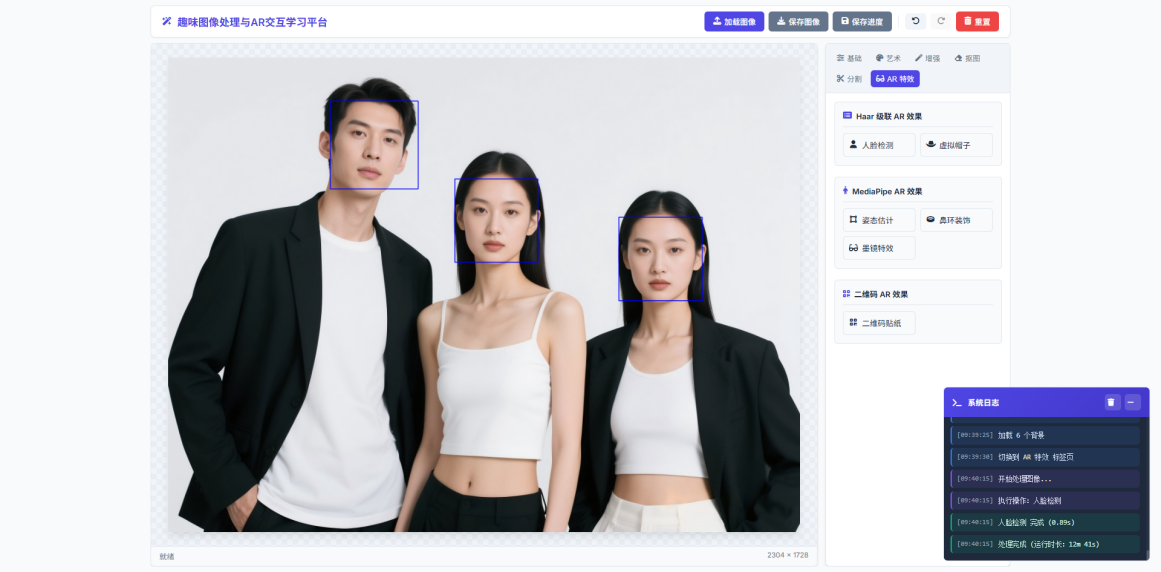 趣味图像处理与AR交互学习平台
加载图像 保存图像 保存进度 重置
基础 艺术 增强 抠图
分割 AR 特效
Haar 级联 AR 效果
人脸检测 虚拟帽子
MediaPipe AR 效果
姿态估计 鼻环装饰
墨镜特效
二维码 AR 效果
二维码贴纸
系统日志
[09:39:25] 加载 6 个背景
[09:39:30] 切换到 AR 特效 标签页
[09:40:15] 开始处理图像...
[09:40:15] 执行操作: 人脸检测
[09:40:15] 人脸检测 完成 (0.89s)
[09:40:15] 处理完成 (运行时长: 12m 41s)
就绪 2304 × 1728